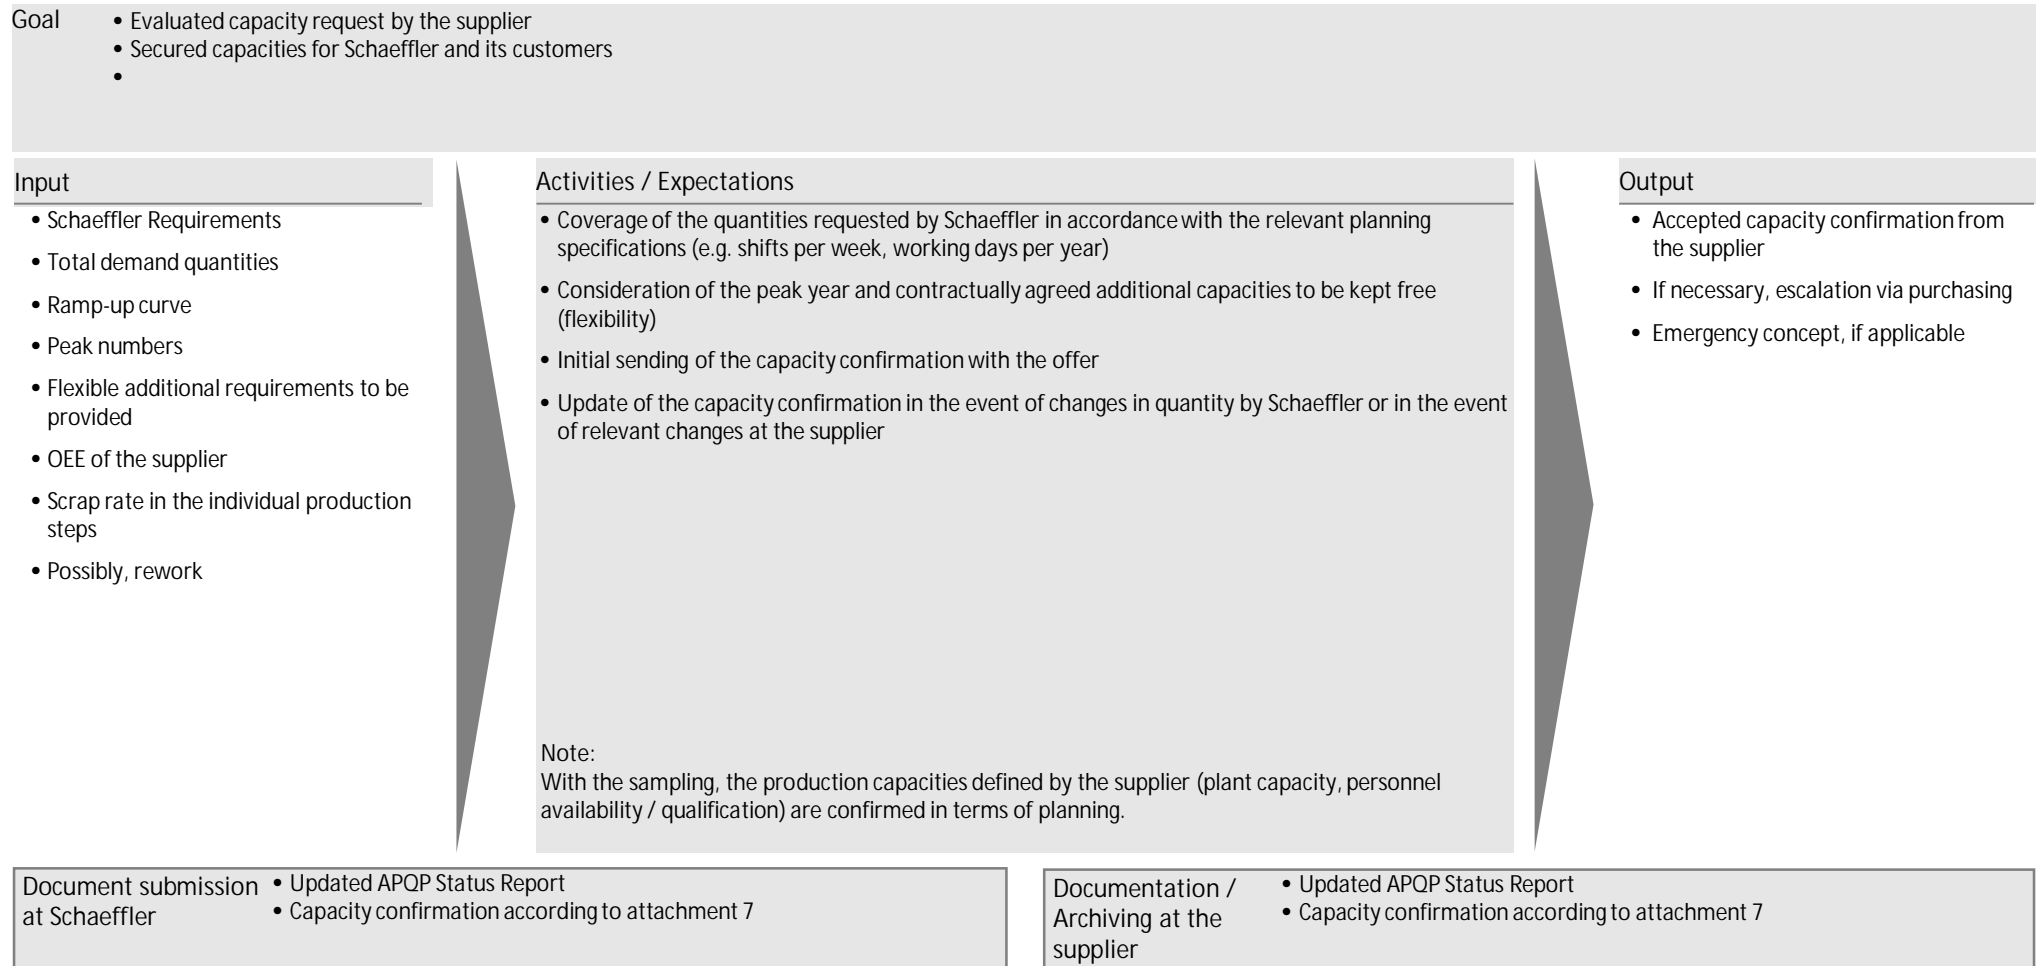 Goal
• Evaluated capacity request by the supplier
• Secured capacities for Schaeffler and its customers
•
Input
• Schaeffler Requirements
• Total demand quantities
• Ramp-up curve
• Peak numbers
• Flexible additional requirements to be
provided
• OEE of the supplier
• Scrap rate in the individual production
steps
• Possibly, rework
Activities / Expectations
• Coverage of the quantities requested by Schaeffler in accordance with the relevant planning
specifications (e.g. shifts per week, working days per year)
• Consideration of the peak year and contractually agreed additional capacities to be kept free
(flexibility)
• Initial sending of the capacity confirmation with the offer
• Update of the capacity confirmation in the event of changes in quantity by Schaeffler or in the event
of relevant changes at the supplier
Note:
With the sampling, the production capacities defined by the supplier (plant capacity, personnel
availability / qualification) are confirmed in terms of planning.
Output
• Accepted capacity confirmation from
the supplier
• If necessary, escalation via purchasing
• Emergency concept, if applicable
Document submission
at Schaeffler
• Updated APQP Status Report
• Capacity confirmation according to attachment 7
Documentation /
Archiving at the
supplier
• Updated APQP Status Report
• Capacity confirmation according to attachment 7